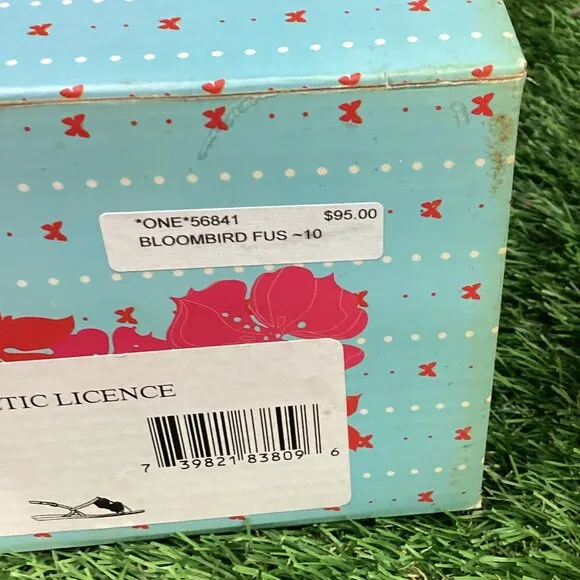 *ONE*56841 $95.00
BLOOMBIRD FUS ~10
TIC LICENCE
7 39821 83809 6